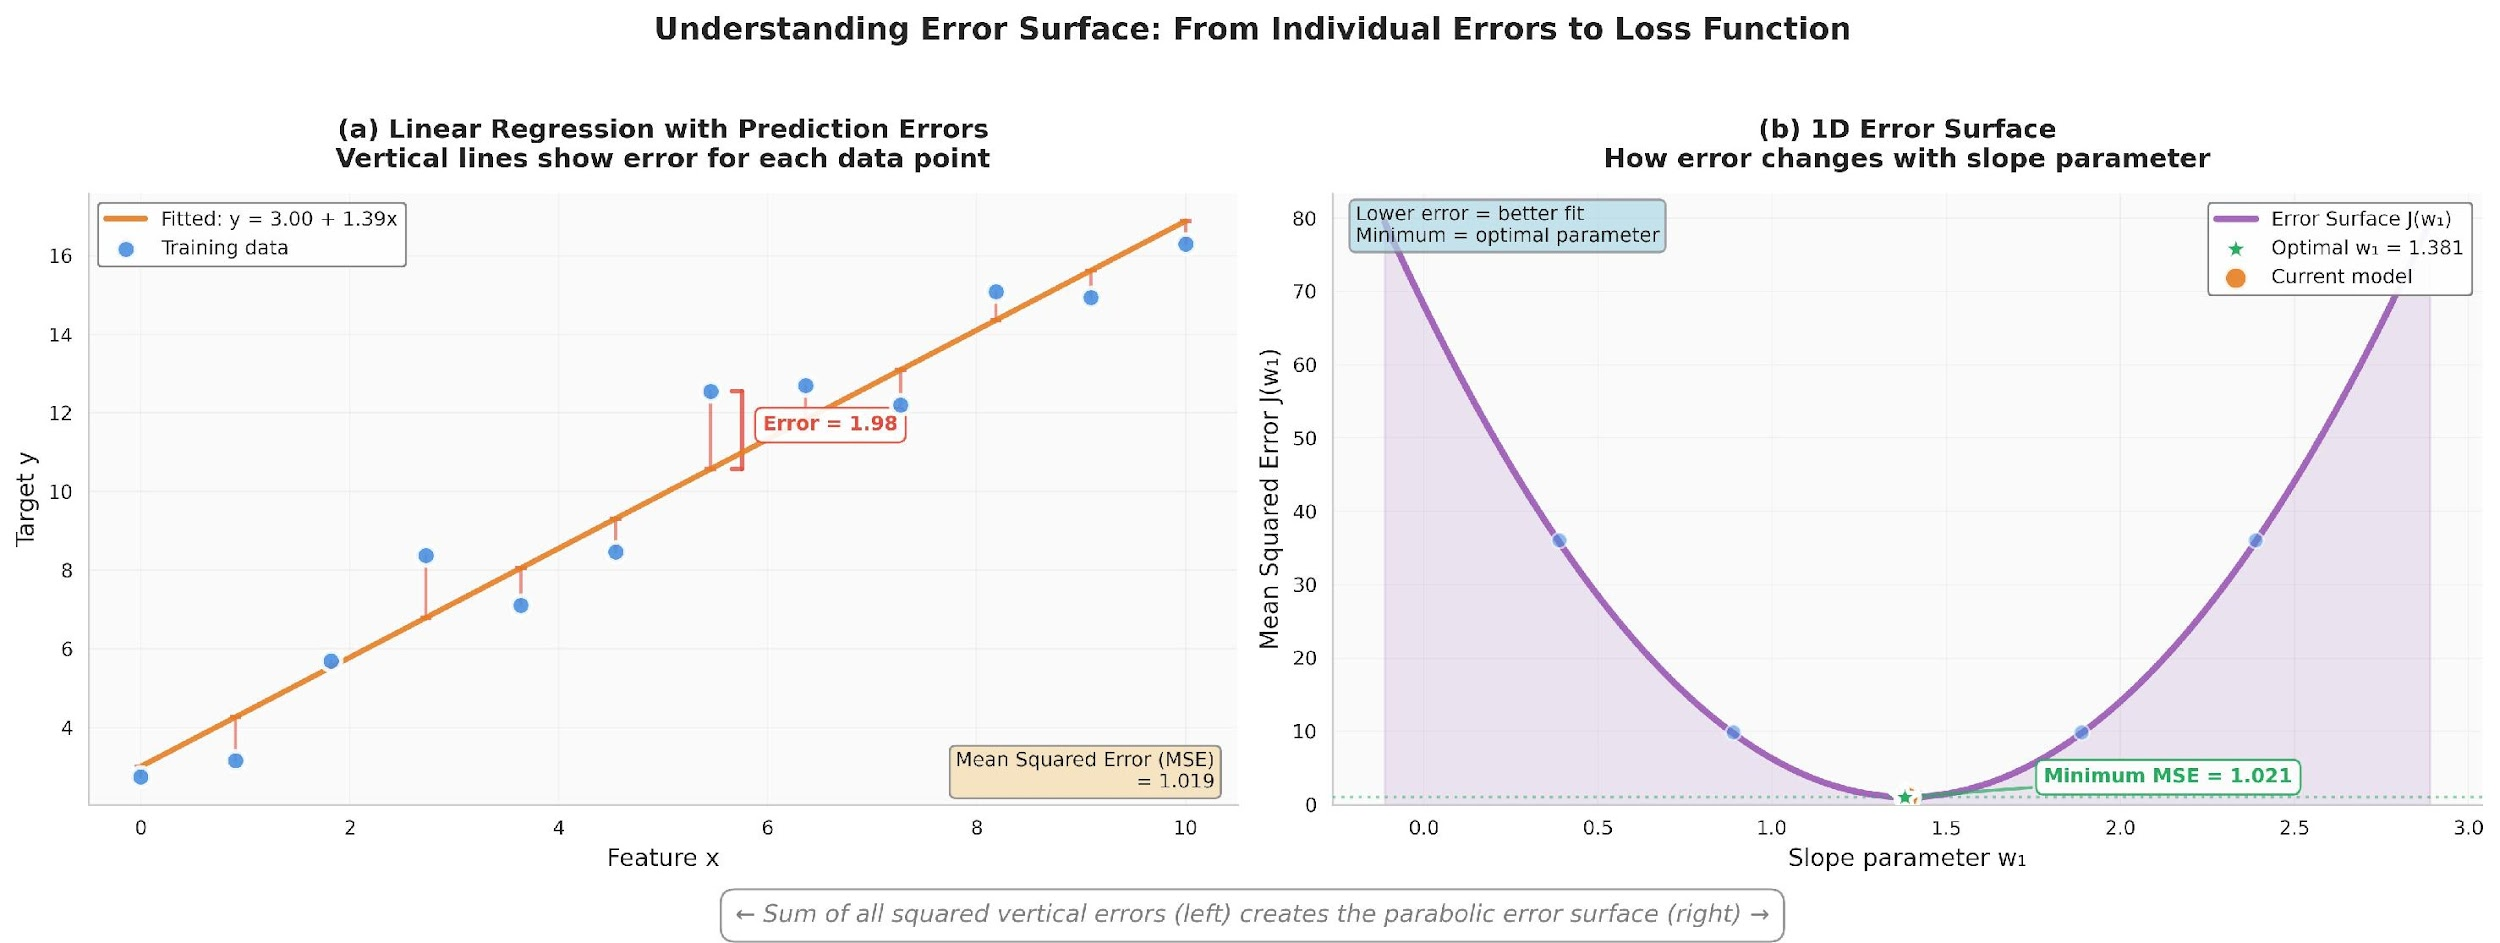 Understanding Error Surface: From Individual Errors to Loss Function
(a) Linear Regression with Prediction Errors
Vertical lines show error for each data point
Fitted: y = 3.00 + 1.39x
Training data
Error = 1.98
Mean Squared Error (MSE)
= 1.019
Target y
16
14
12
10
8
6
4
0
2
4
6
8
10
Feature x
(b) 1D Error Surface
How error changes with slope parameter
Lower error = better fit
Minimum = optimal parameter
Error Surface J(w₁)
Optimal w₁ = 1.381
Current model
Minimum MSE = 1.021
Mean Squared Error J(w₁)
80
70
60
50
40
30
20
10
0
0.0
0.5
1.0
1.5
2.0
2.5
3.0
Slope parameter w₁
← Sum of all squared vertical errors (left) creates the parabolic error surface (right) →